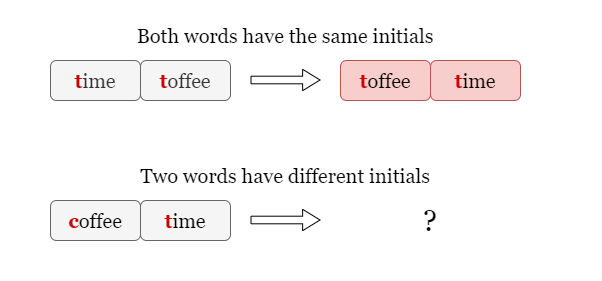 Both words have the same initials
time toffee toffee time
Two words have different initials
coffee time ?